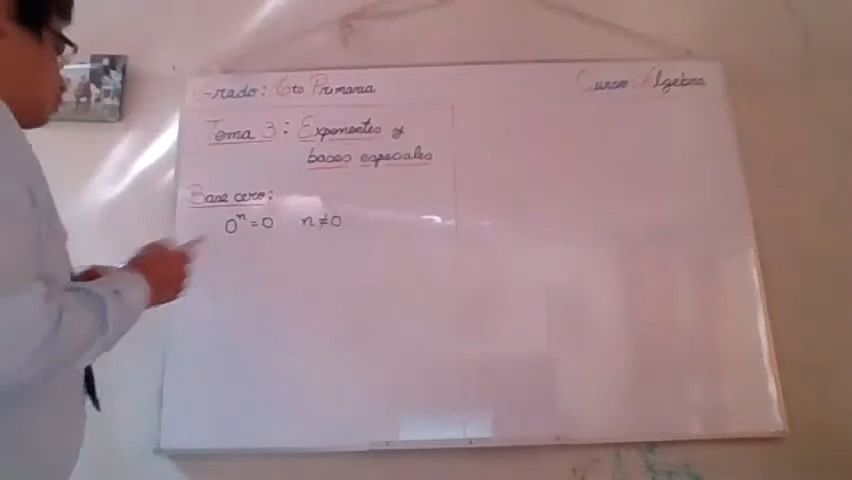 Grado: 6to Primaria
Curso: Álgebra
Tema 3: Exponentes y
bases especiales
Base cero:
0ⁿ = 0 n ≠ 0